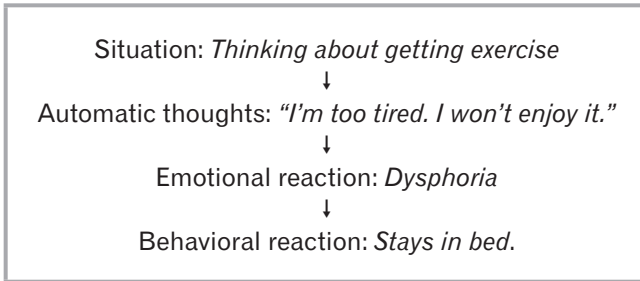 Situation: Thinking about getting exercise
↓
Automatic thoughts: “I’m too tired. I won’t enjoy it.”
↓
Emotional reaction: Dysphoria
↓
Behavioral reaction: Stays in bed.